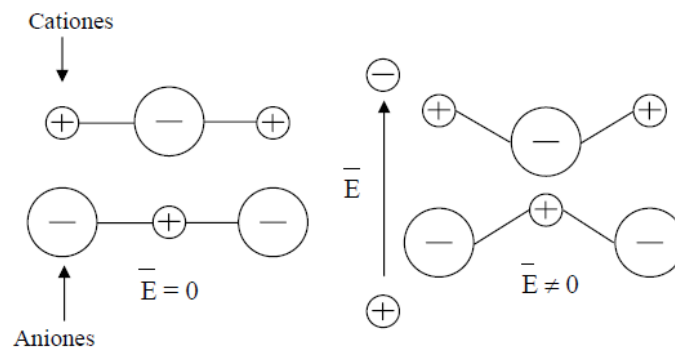 Cationes
E = 0
Aniones
E
E ≠ 0